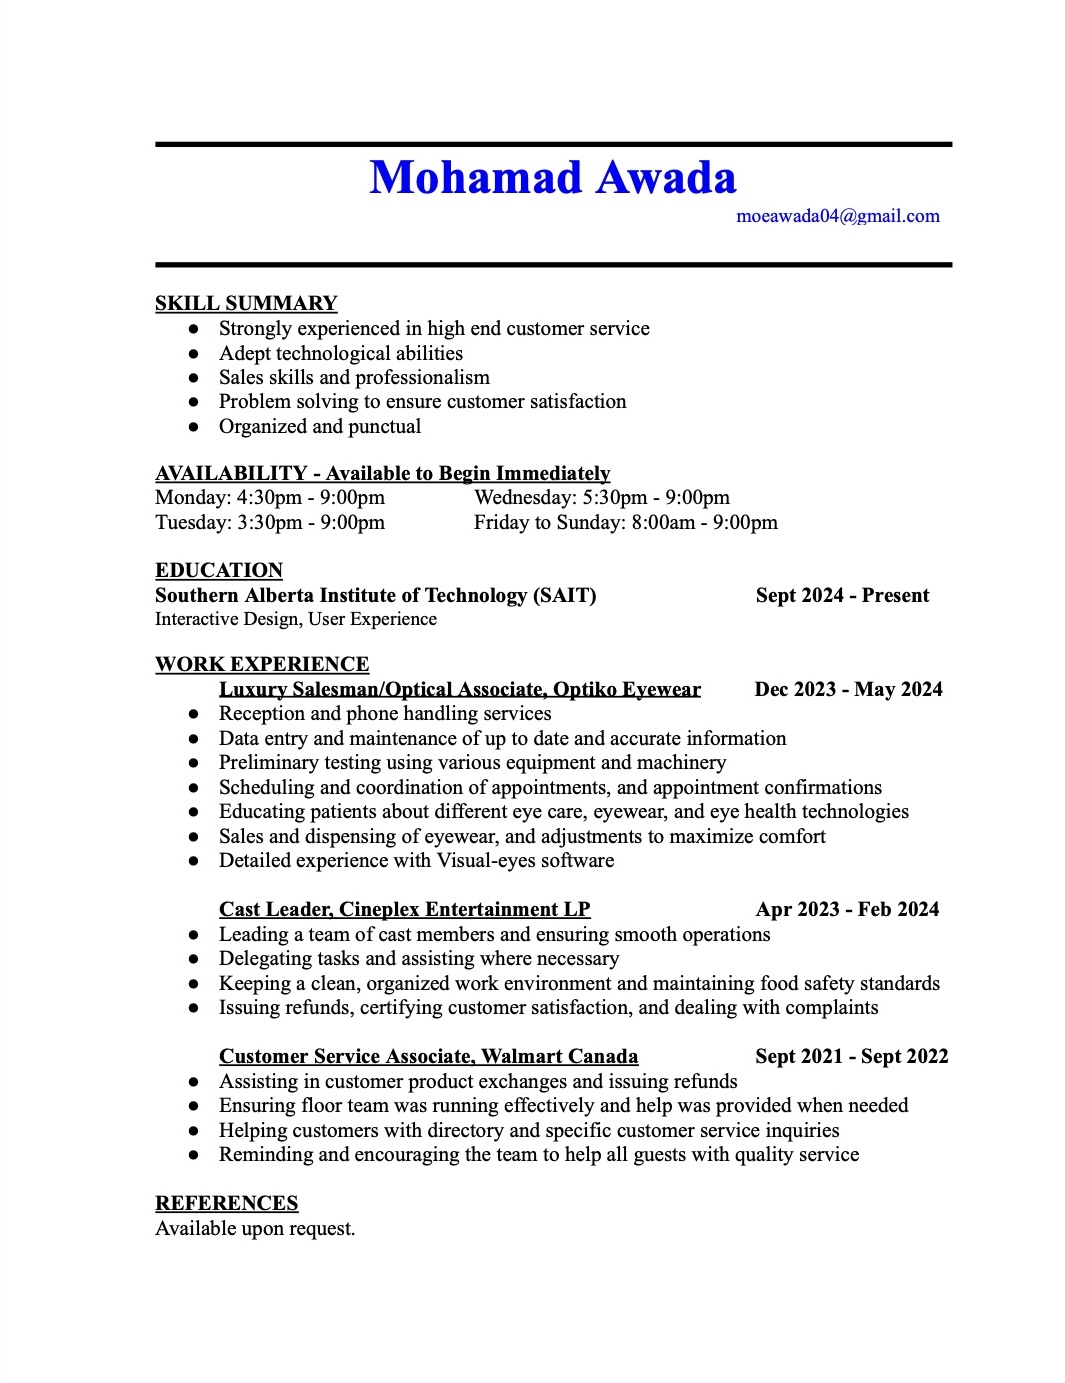 Mohamad Awada
moeawada04@gmail.com
SKILL SUMMARY
● Strongly experienced in high end customer service
● Adept technological abilities
● Sales skills and professionalism
● Problem solving to ensure customer satisfaction
● Organized and punctual
AVAILABILITY - Available to Begin Immediately
Monday: 4:30pm - 9:00pm Wednesday: 5:30pm - 9:00pm
Tuesday: 3:30pm - 9:00pm Friday to Sunday: 8:00am - 9:00pm
EDUCATION
Southern Alberta Institute of Technology (SAIT) Sept 2024 - Present
Interactive Design, User Experience
WORK EXPERIENCE
Luxury Salesman/Optical Associate, Optiko Eyewear Dec 2023 - May 2024
● Reception and phone handling services
● Data entry and maintenance of up to date and accurate information
● Preliminary testing using various equipment and machinery
● Scheduling and coordination of appointments, and appointment confirmations
● Educating patients about different eye care, eyewear, and eye health technologies
● Sales and dispensing of eyewear, and adjustments to maximize comfort
● Detailed experience with Visual-eyes software
Cast Leader, Cineplex Entertainment LP Apr 2023 - Feb 2024
● Leading a team of cast members and ensuring smooth operations
● Delegating tasks and assisting where necessary
● Keeping a clean, organized work environment and maintaining food safety standards
● Issuing refunds, certifying customer satisfaction, and dealing with complaints
Customer Service Associate, Walmart Canada Sept 2021 - Sept 2022
● Assisting in customer product exchanges and issuing refunds
● Ensuring floor team was running effectively and help was provided when needed
● Helping customers with directory and specific customer service inquiries
● Reminding and encouraging the team to help all guests with quality service
REFERENCES
Available upon request.